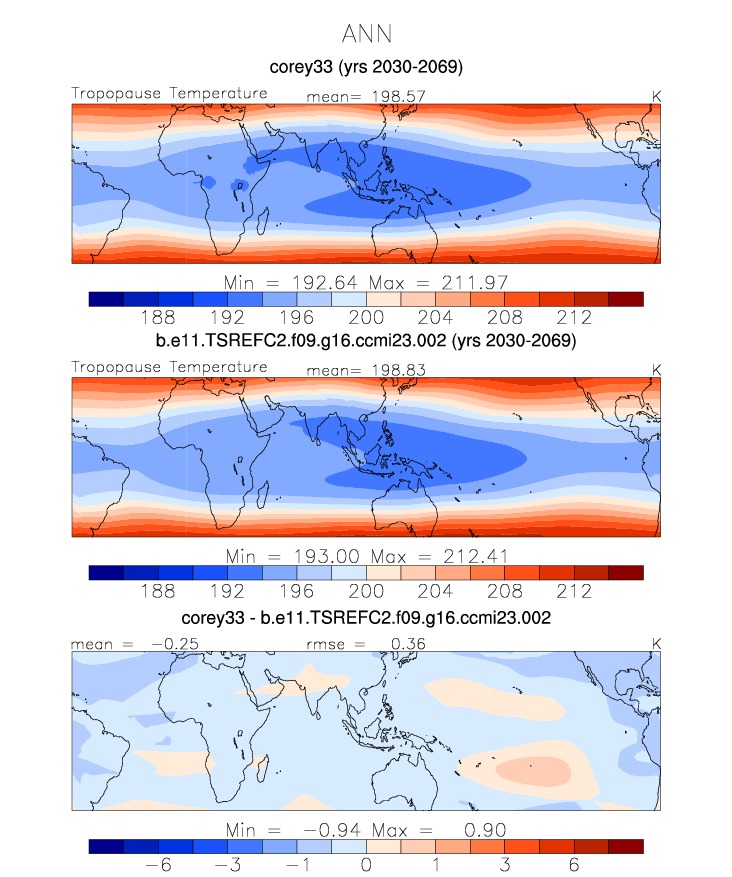 ANN
corey33 (yrs 2030-2069)
Tropopause Temperature mean= 198.57 K
Min = 192.64 Max = 211.97
188 192 196 200 204 208 212
b.e11.TSREFC2.f09.g16.ccmi23.002 (yrs 2030-2069)
Tropopause Temperature mean= 198.83 K
Min = 193.00 Max = 212.41
188 192 196 200 204 208 212
corey33 - b.e11.TSREFC2.f09.g16.ccmi23.002
mean = -0.25 rmse = 0.36 K
Min = -0.94 Max = 0.90
-6 -3 -1 0 1 3 6